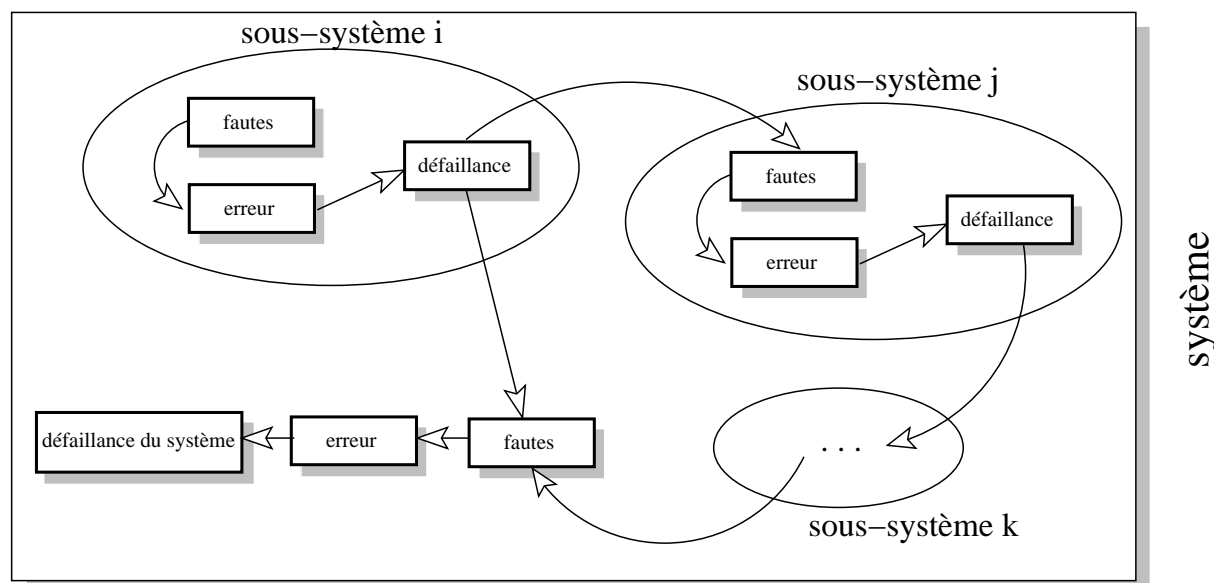 sous−système i
fautes
erreur
défaillance
sous−système j
fautes
erreur
défaillance
système
défaillance du système
erreur
fautes
. . .
sous−système k